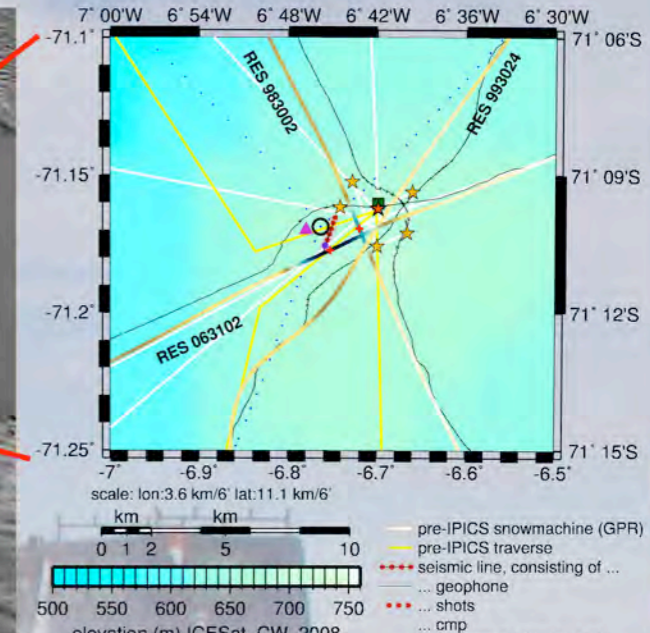 7˚ 00'W 6˚ 54'W 6˚ 48'W 6˚ 42'W 6˚ 36'W 6˚ 30'W
-71.1˚ 71˚ 06'S
RES 983002
RES 993024
-71.15˚ 71˚ 09'S
-71.2˚ 71˚ 12'S
RES 063102
-71.25˚ 71˚ 15'S
-7˚ -6.9˚ -6.8˚ -6.7˚ -6.6˚ -6.5˚
scale: lon:3.6 km/6' lat:11.1 km/6'
km km
0 1 2 5 10
500 550 600 650 700 750
elevation (m) ICESat, GW, 2008
pre-IPICS snowmachine (GPR)
pre-IPICS traverse
seismic line, consisting of ...
... geophone
... shots
... cmp